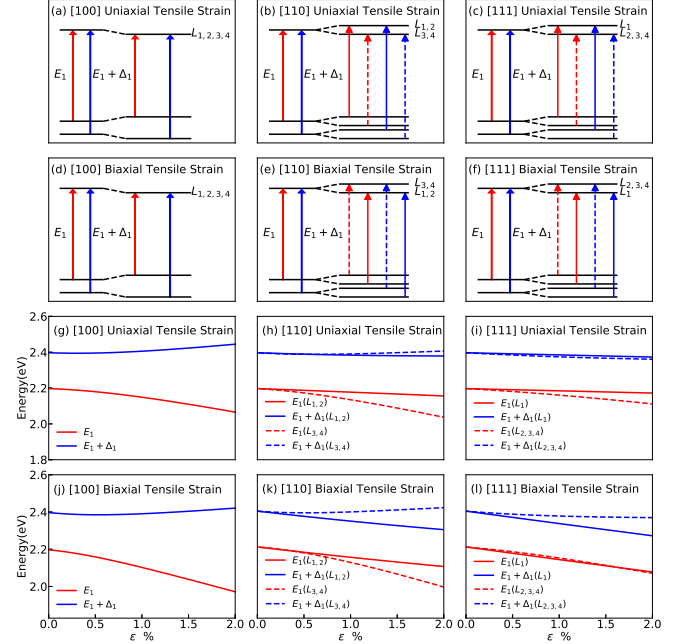 (a) [100] Uniaxial Tensile Strain
L1,2,3,4
E1
E1 + Δ1
(b) [110] Uniaxial Tensile Strain
L1,2
L3,4
E1
E1 + Δ1
(c) [111] Uniaxial Tensile Strain
L1
L2,3,4
E1
E1 + Δ1
(d) [100] Biaxial Tensile Strain
L1,2,3,4
E1
E1 + Δ1
(e) [110] Biaxial Tensile Strain
L3,4
L1,2
E1
E1 + Δ1
(f) [111] Biaxial Tensile Strain
L2,3,4
L1
E1
E1 + Δ1
2.6
2.4
2.2
2.0
1.8
Energy(eV)
(g) [100] Uniaxial Tensile Strain
E1
E1 + Δ1
(h) [110] Uniaxial Tensile Strain
E1(L1,2)
E1 + Δ1(L1,2)
E1(L3,4)
E1 + Δ1(L3,4)
(i) [111] Uniaxial Tensile Strain
E1(L1)
E1 + Δ1(L1)
E1(L2,3,4)
E1 + Δ1(L2,3,4)
2.4
2.2
2.0
Energy(eV)
(j) [100] Biaxial Tensile Strain
E1
E1 + Δ1
0.0 0.5 1.0 1.5 2.0
ε %
(k) [110] Biaxial Tensile Strain
E1(L1,2)
E1 + Δ1(L1,2)
E1(L3,4)
E1 + Δ1(L3,4)
0.0 0.5 1.0 1.5 2.0
ε %
(l) [111] Biaxial Tensile Strain
E1(L1)
E1 + Δ1(L1)
E1(L2,3,4)
E1 + Δ1(L2,3,4)
0.0 0.5 1.0 1.5 2.0
ε %